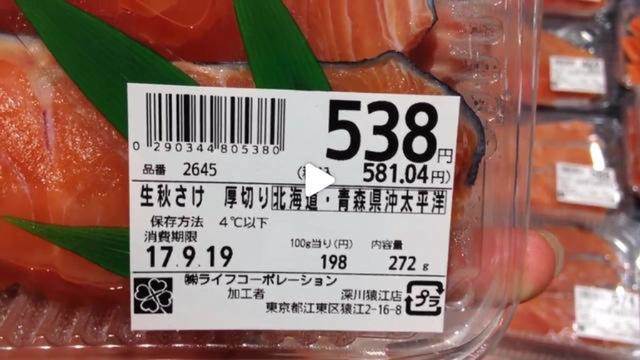 538円
0 290344 805380
品番 2645
581.04円)
生秋さけ 厚切り 北海道・青森県沖太平洋
保存方法 4℃以下
消費期限 100g当り(円) 内容量
17.9.19 198 272g
㈱ライフコーポレーション
加工者 深川猿江店
東京都江東区猿江2-16-8
プラ